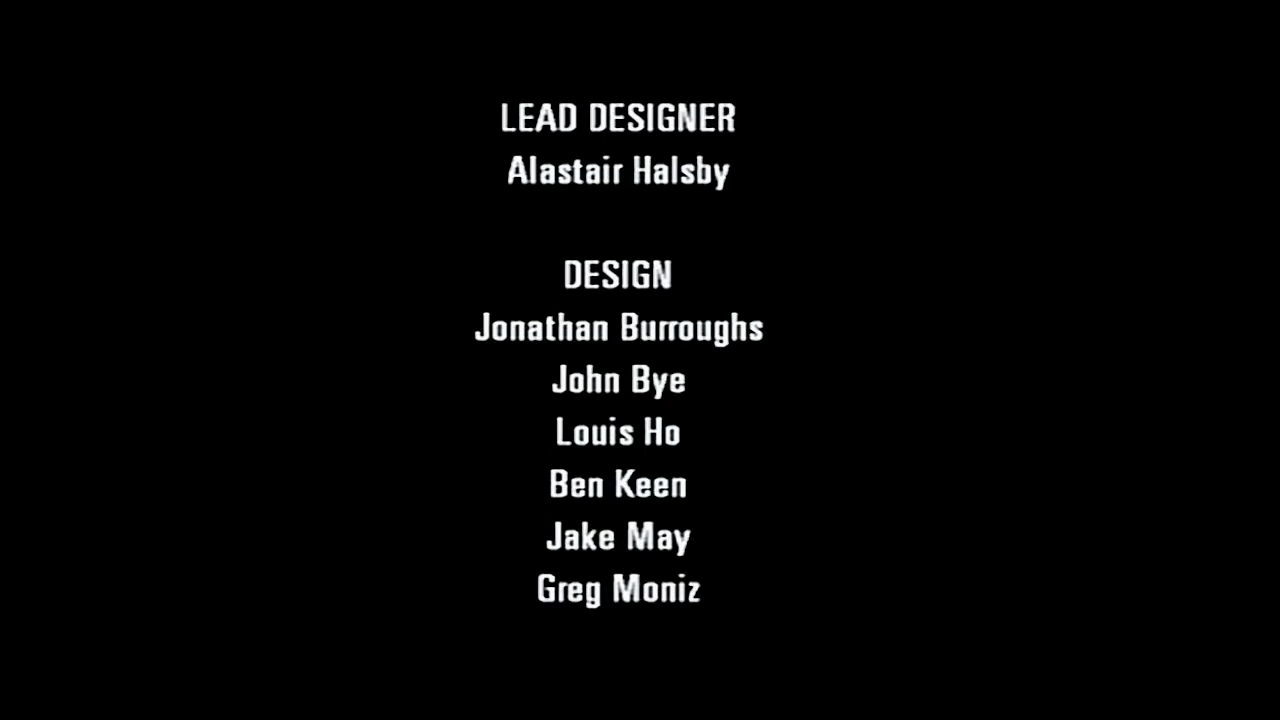 LEAD DESIGNER
Alastair Halsby
DESIGN
Jonathan Burroughs
John Bye
Louis Ho
Ben Keen
Jake May
Greg Moniz